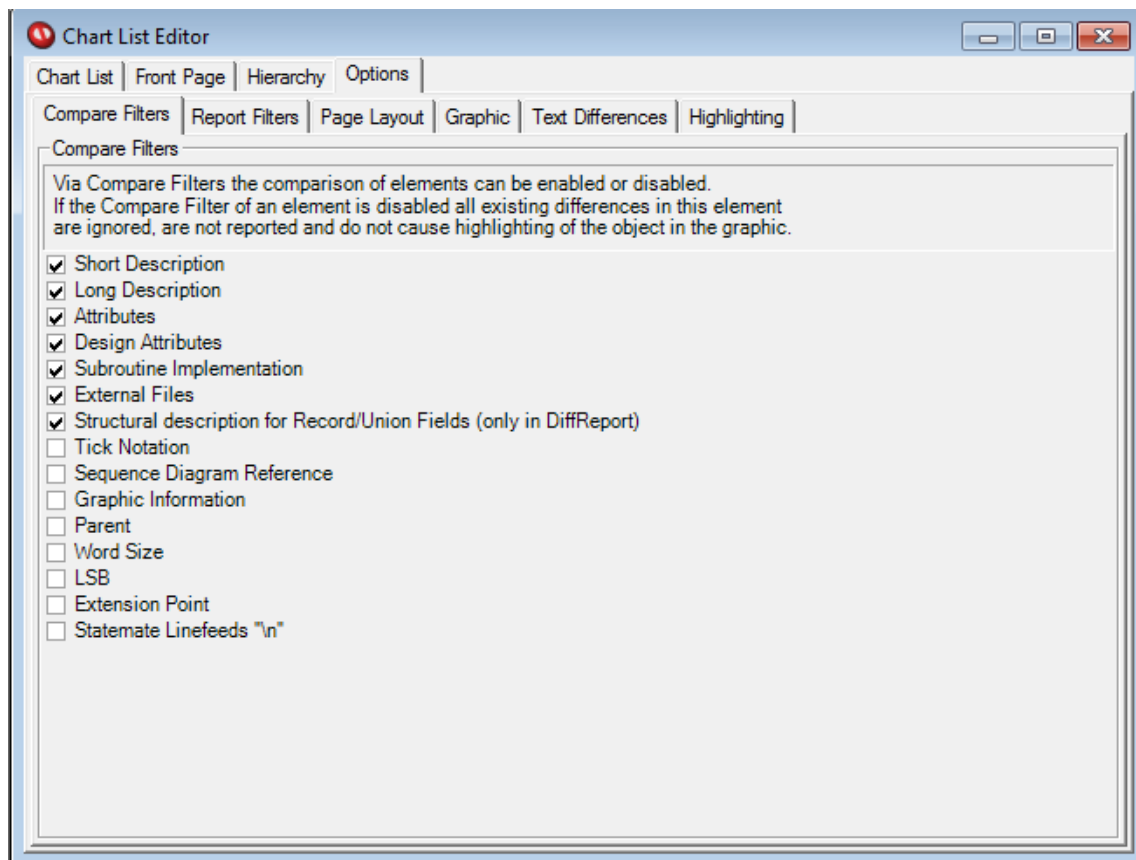 Chart List Editor
Chart List Front Page Hierarchy Options
Compare Filters Report Filters Page Layout Graphic Text Differences Highlighting
Compare Filters
Via Compare Filters the comparison of elements can be enabled or disabled.
If the Compare Filter of an element is disabled all existing differences in this element
are ignored, are not reported and do not cause highlighting of the object in the graphic.
Short Description
Long Description
Attributes
Design Attributes
Subroutine Implementation
External Files
Structural description for Record/Union Fields (only in DiffReport)
Tick Notation
Sequence Diagram Reference
Graphic Information
Parent
Word Size
LSB
Extension Point
Statemate Linefeeds "\n"